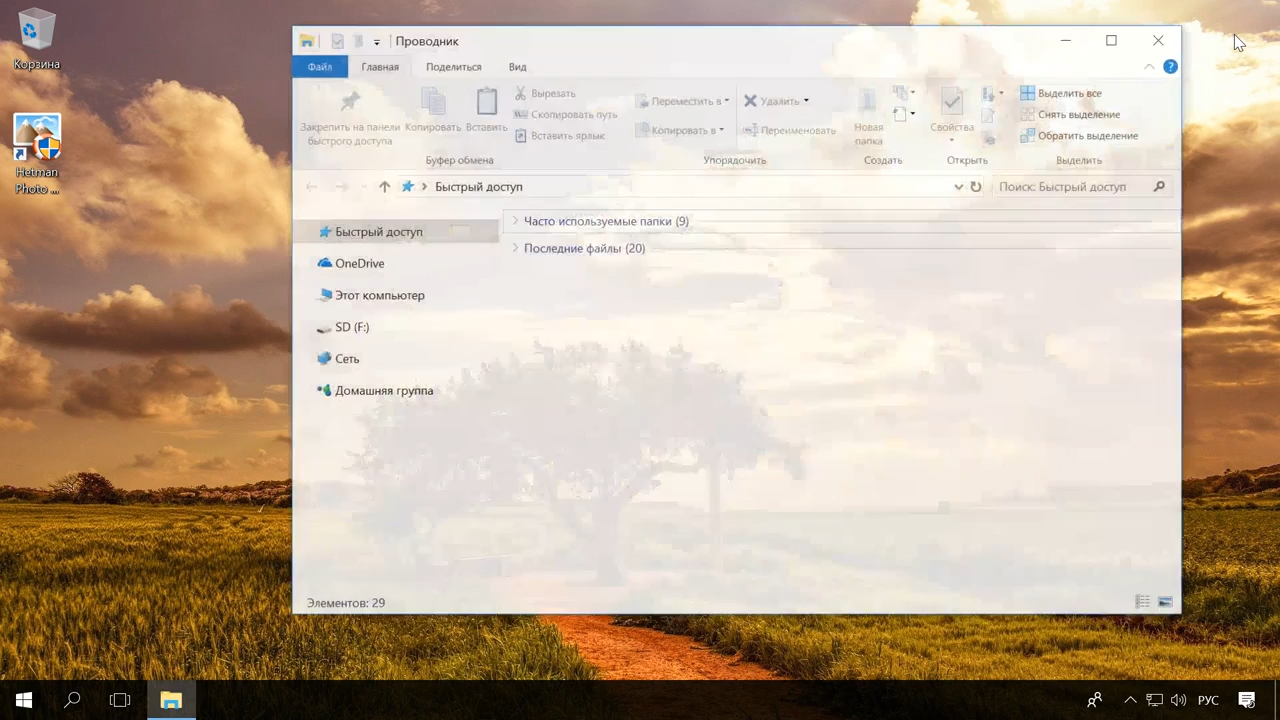 Корзина
Hetman
Photo ...
Проводник
Файл
Главная
Поделиться
Вид
Закрепить на панели
быстрого доступа
Копировать
Вставить
Вырезать
Скопировать путь
Вставить ярлык
Буфер обмена
Переместить в
Копировать в
Удалить
Переименовать
Упорядочить
Новая
папка
Создать
Свойства
Открыть
Выделить все
Снять выделение
Обратить выделение
Выделить
Быстрый доступ
Поиск: Быстрый доступ
Быстрый доступ
OneDrive
Этот компьютер
SD (F:)
Сеть
Домашняя группа
Часто используемые папки (9)
Последние файлы (20)
Элементов: 29
РУС